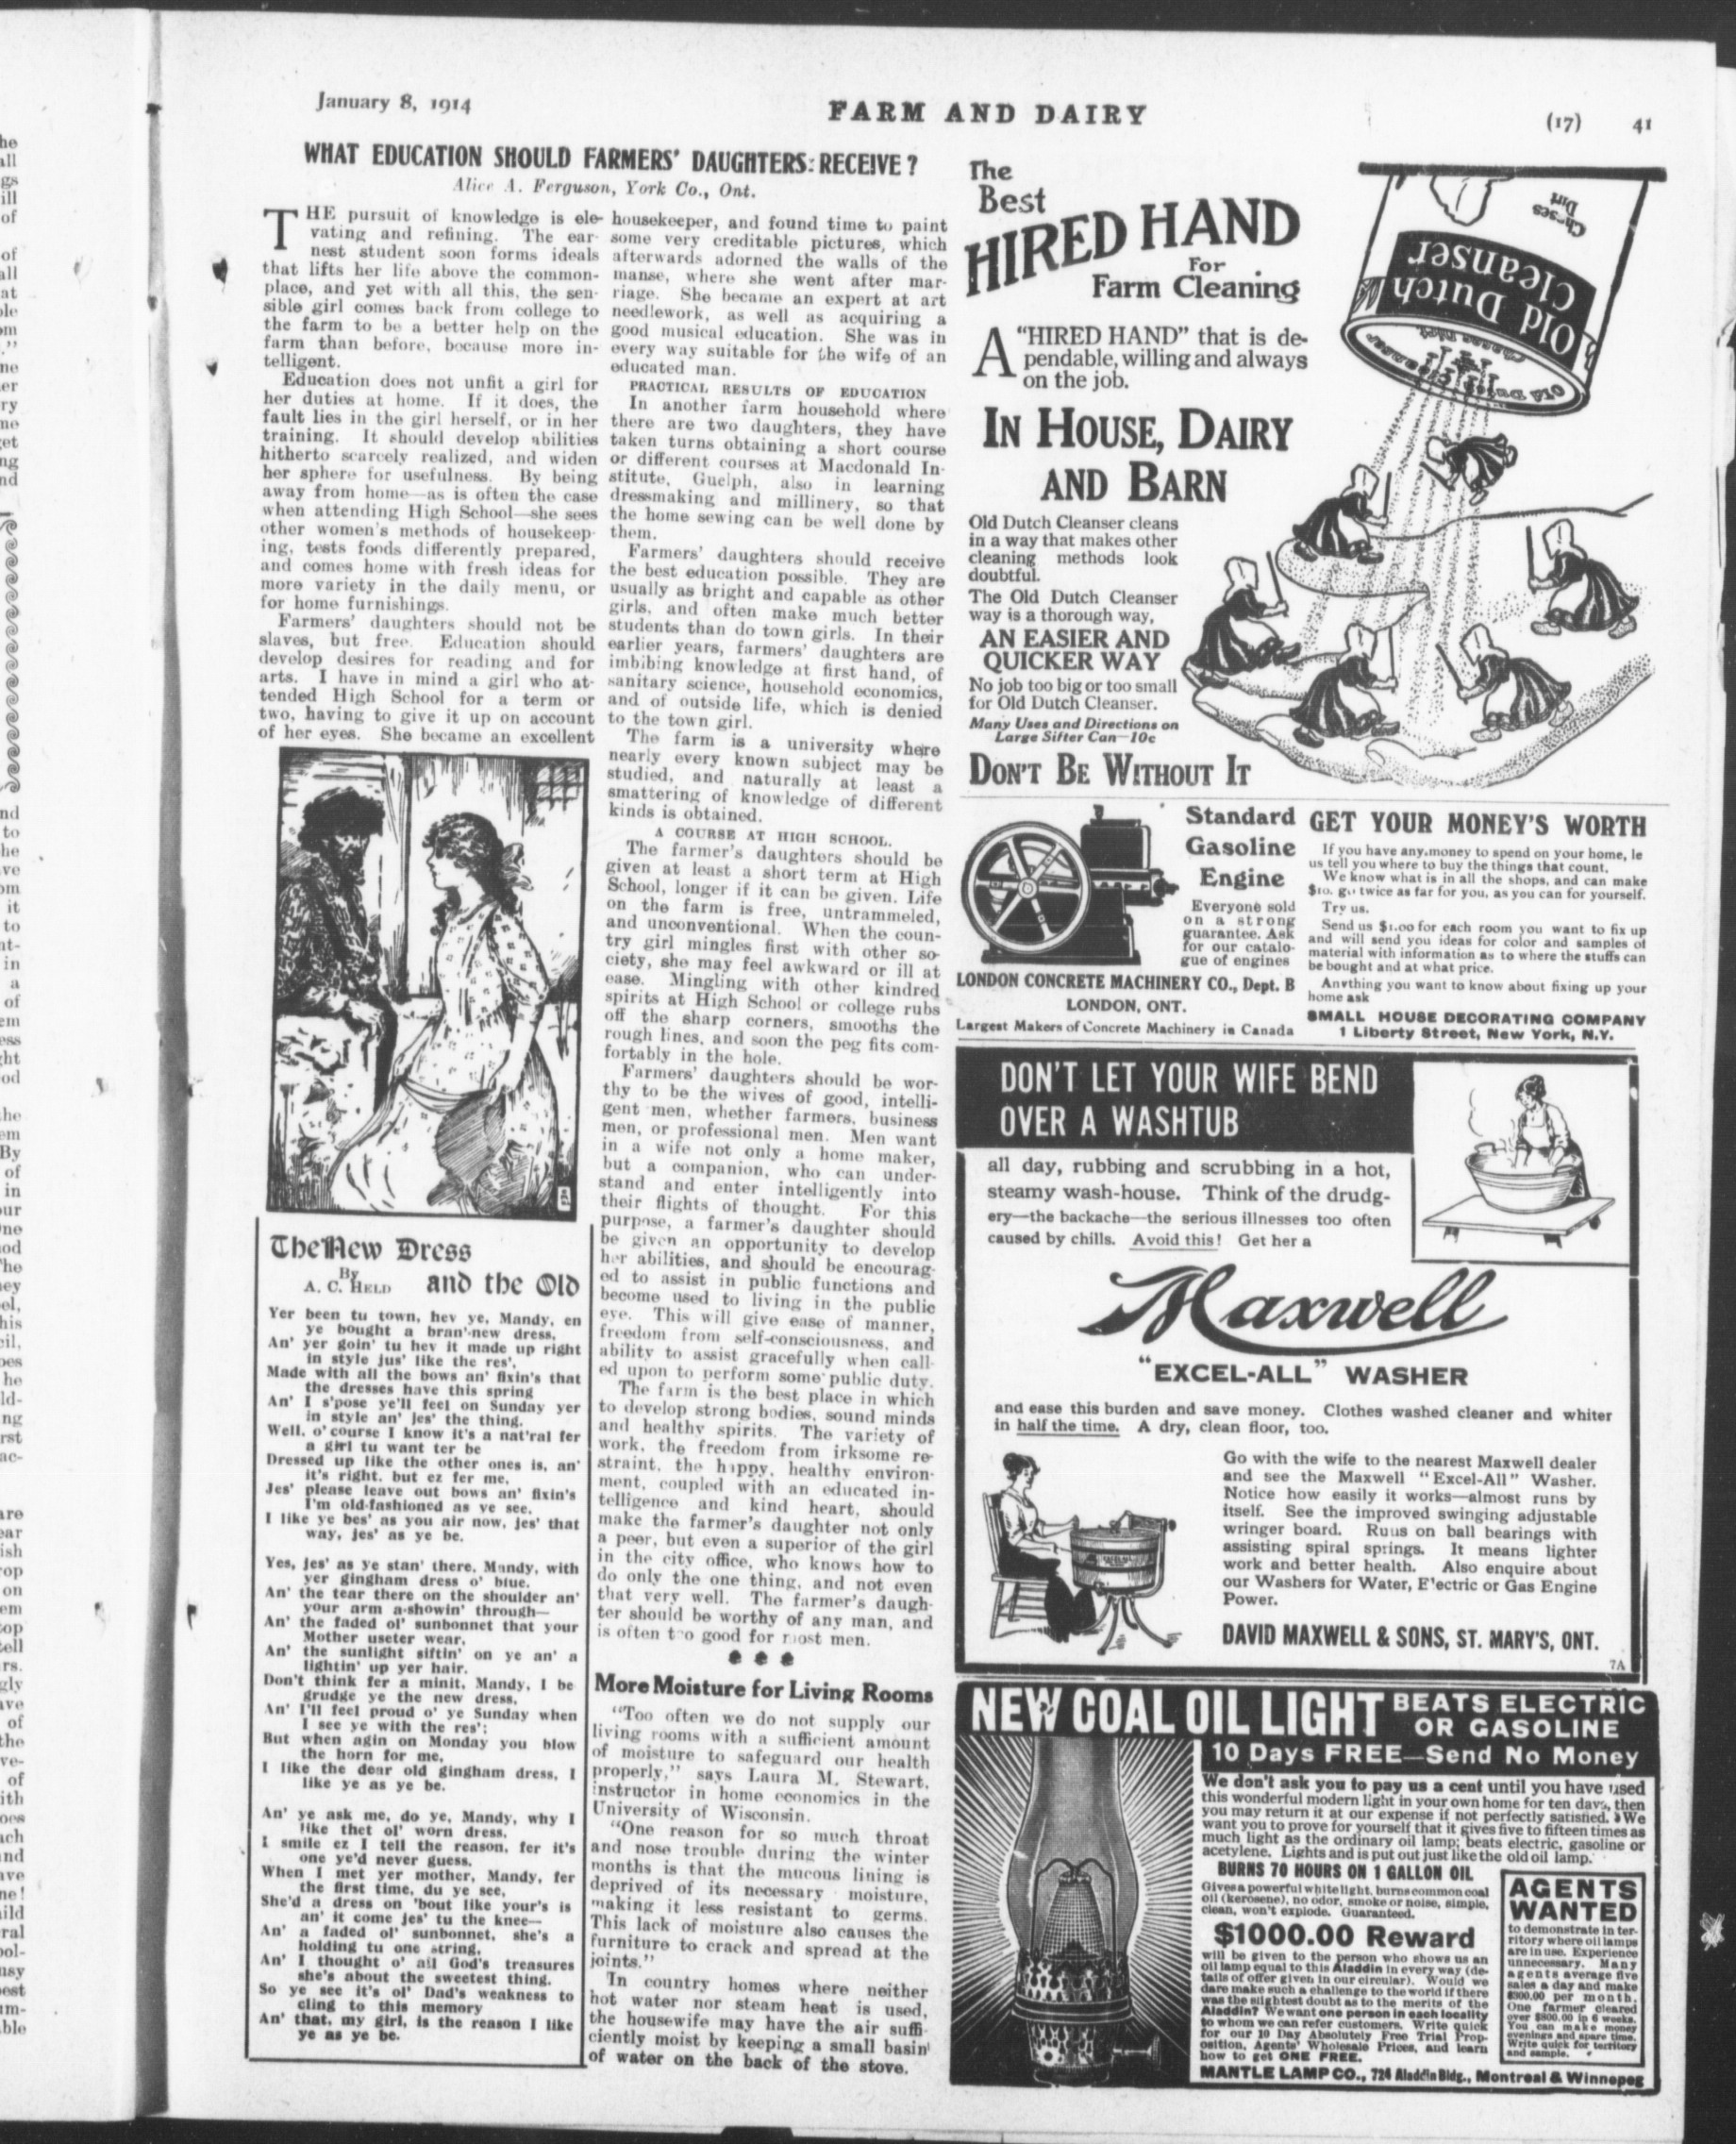 January 8, 1914
FARM AND DAIRY
(17) 41
WHAT EDUCATION SHOULD FARMERS' DAUGHTERS RECEIVE?
Alice A. Ferguson, York Co., Ont.
THE pursuit of knowledge is ele-
vating and refining. The ear-
nest student soon forms ideals
that lifts her life above the common-
place, and yet with all this, the sen-
sible girl comes back from college to
the farm to be a better help on the
farm than before, because more in-
telligent.
Education does not unfit a girl for
her duties at home. If it does, the
fault lies in the girl herself, or in her
training. It should develop abilities
hitherto scarcely realized, and widen
her sphere for usefulness. By being
away from home—as is often the case
when attending High School—she sees
other women's methods of housekeep-
ing, tests foods differently prepared,
and comes home with fresh ideas for
more variety in the daily menu, or
for home furnishings.
Farmers' daughters should not be
slaves, but free. Education should
develop desires for reading and for
arts. I have in mind a girl who at-
tended High School for a term or
two, having to give it up on account
of her eyes. She became an excellent
housekeeper, and found time to paint
some very creditable pictures, which
afterwards adorned the walls of the
manse, where she went after mar-
riage. She became an expert at art
needlework, as well as acquiring a
good musical education. She was in
every way suitable for the wife of an
educated man.
PRACTICAL RESULTS OF EDUCATION
In another farm household where
there are two daughters, they have
taken turns obtaining a short course
or different courses at Macdonald In-
stitute, Guelph, also in learning
dressmaking and millinery, so that
the home sewing can be well done by
them.
Farmers' daughters should receive
the best education possible. They are
usually as bright and capable as other
girls, and often make much better
students than do town girls. In their
earlier years, farmers' daughters are
imbibing knowledge at first hand, of
sanitary science, household economics,
and of outside life, which is denied
to the town girl.
The farm is a university where
nearly every known subject may be
studied, and naturally at least a
smattering of knowledge of different
kinds is obtained.
A COURSE AT HIGH SCHOOL.
The farmer's daughters should be
given at least a short term at High
School, longer if it can be given. Life
on the farm is free, untrammeled,
and unconventional. When the coun-
try girl mingles first with other so-
ciety, she may feel awkward or ill at
ease. Mingling with other kindred
spirits at High School or college rubs
off the sharp corners, smooths the
rough lines, and soon the peg fits com-
fortably in the hole.
Farmers' daughters should be wor-
thy to be the wives of good, intelli-
gent men, whether farmers, business
men, or professional men. Men want
in a wife not only a home maker,
but a companion, who can under-
stand and enter intelligently into
their flights of thought. For this
purpose, a farmer's daughter should
be given an opportunity to develop
her abilities, and should be encourag-
ed to assist in public functions and
become used to living in the public
eye. This will give ease of manner,
freedom from self-consciousness, and
ability to assist gracefully when call-
ed upon to perform some public duty.
The farm is the best place in which
to develop strong bodies, sound minds
and healthy spirits. The variety of
work, the freedom from irksome re-
straint, the happy, healthy environ-
ment, coupled with an educated in-
telligence and kind heart, should
make the farmer's daughter not only
a peer, but even a superior of the girl
in the city office, who knows how to
do only the one thing, and not even
that very well. The farmer's daugh-
ter should be worthy of any man, and
is often too good for most men.
More Moisture for Living Rooms
"Too often we do not supply our
living rooms with a sufficient amount
of moisture to safeguard our health
properly," says Laura M. Stewart,
instructor in home economics in the
University of Wisconsin.
"One reason for so much throat
and nose trouble during the winter
months is that the mucous lining is
deprived of its necessary moisture,
making it less resistant to germs.
This lack of moisture also causes the
furniture to crack and spread at the
joints."
In country homes where neither
hot water nor steam heat is used,
the housewife may have the air suffi-
ciently moist by keeping a small basin
of water on the back of the stove.
The New Dress
By
A. C. HELD
and the Old
Yer been tu town, hev ye, Mandy, en
ye bought a bran'-new dress,
An' yer goin' tu hev it made up right
in style jus' like the res',
Made with all the bows an' fixin's that
the dresses have this spring
An' I s'pose ye'll feel on Sunday yer
in style an' jes' the thing.
Well, o' course I know it's a nat'ral fer
a girl tu want ter be
Dressed up like the other ones is, an'
it's right, but ez fer me,
Jes' please leave out bows an' fixin's
I'm old-fashioned as ye see,
I like ye bes' as you air now, jes' that
way, jes' as ye be.
Yes, jes' as ye stan' there, Mandy, with
yer gingham dress o' blue,
An' the tear there on the shoulder an'
your arm a-showin' through—
An' the faded ol' sunbonnet that your
Mother useter wear,
An' the sunlight siftin' on ye an' a
lightin' up yer hair.
Don't think fer a minit, Mandy, I be
grudge ye the new dress,
An' I'll feel proud o' ye Sunday when
I see ye with the res';
But when agin on Monday you blow
the horn for me,
I like the dear old gingham dress, I
like ye as ye be.
An' ye ask me, do ye, Mandy, why I
like thet ol' worn dress,
I smile ez I tell the reason, fer it's
one ye'd never guess.
When I met yer mother, Mandy, fer
the first time, du ye see,
She'd a dress on 'bout like your's is
an' it come jes' tu the knee—
An' a faded ol' sunbonnet, she's a
holding tu one string,
An' I thought o' all God's treasures
she's about the sweetest thing.
So ye see it's ol' Dad's weakness to
cling to this memory
An' that, my girl, is the reason I like
ye as ye be.
The
Best
HIRED HAND
For
Farm Cleaning
A "HIRED HAND" that is de-
pendable, willing and always
on the job.
IN HOUSE, DAIRY
AND BARN
Old Dutch Cleanser cleans
in a way that makes other
cleaning methods look
doubtful.
The Old Dutch Cleanser
way is a thorough way,
AN EASIER AND
QUICKER WAY
No job too big or too small
for Old Dutch Cleanser.
Many Uses and Directions on
Large Sifter Can—10c
DON'T BE WITHOUT IT
Old Dutch
Cleanser
Chases
Dirt
Standard
Gasoline
Engine
Everyone sold
on a strong
guarantee. Ask
for our catalo-
gue of engines
LONDON CONCRETE MACHINERY CO., Dept. B
LONDON, ONT.
Largest Makers of Concrete Machinery in Canada
GET YOUR MONEY'S WORTH
If you have any money to spend on your home, le
us tell you where to buy the things that count.
We know what is in all the shops, and can make
$10. go twice as far for you, as you can for yourself.
Try us.
Send us $1.00 for each room you want to fix up
and will send you ideas for color and samples of
material with information as to where the stuffs can
be bought and at what price.
Anything you want to know about fixing up your
home ask
SMALL HOUSE DECORATING COMPANY
1 Liberty Street, New York, N.Y.
DON'T LET YOUR WIFE BEND
OVER A WASHTUB
all day, rubbing and scrubbing in a hot,
steamy wash-house. Think of the drudg-
ery—the backache—the serious illnesses too often
caused by chills. Avoid this! Get her a
Maxwell
"EXCEL-ALL" WASHER
and ease this burden and save money. Clothes washed cleaner and whiter
in half the time. A dry, clean floor, too.
Go with the wife to the nearest Maxwell dealer
and see the Maxwell "Excel-All" Washer.
Notice how easily it works—almost runs by
itself. See the improved swinging adjustable
wringer board. Runs on ball bearings with
assisting spiral springs. It means lighter
work and better health. Also enquire about
our Washers for Water, Electric or Gas Engine
Power.
DAVID MAXWELL & SONS, ST. MARY'S, ONT.
7A
NEW COAL OIL LIGHT BEATS ELECTRIC
OR GASOLINE
10 Days FREE—Send No Money
We don't ask you to pay us a cent until you have used
this wonderful modern light in your own home for ten days, then
you may return it at our expense if not perfectly satisfied. We
want you to prove for yourself that it gives five to fifteen times as
much light as the ordinary oil lamp; beats electric, gasoline or
acetylene. Lights and is put out just like the old oil lamp.
BURNS 70 HOURS ON 1 GALLON OIL
Gives a powerful white light, burns common coal
oil (kerosene), no odor, smoke or noise, simple,
clean, won't explode. Guaranteed.
$1000.00 Reward
will be given to the person who shows us an
oil lamp equal to this Aladdin in every way (de-
tails of offer given in our circular). Would we
dare make such a challenge to the world if there
was the slightest doubt as to the merits of the
Aladdin? We want one person in each locality
to whom we can refer customers. Write quick
for our 10 Day Absolutely Free Trial Prop-
osition, Agents' Wholesale Prices, and learn
how to get ONE FREE.
AGENTS
WANTED
to demonstrate in ter-
ritory where oil lamps
are in use. Experience
unnecessary. Many
agents average five
sales a day and make
$300.00 per month.
One farmer cleared
over $800.00 in 6 weeks.
You can make money
evenings and spare time.
Write quick for territory
and sample.
MANTLE LAMP CO., 724 Aladdin Bldg., Montreal & Winnepeg